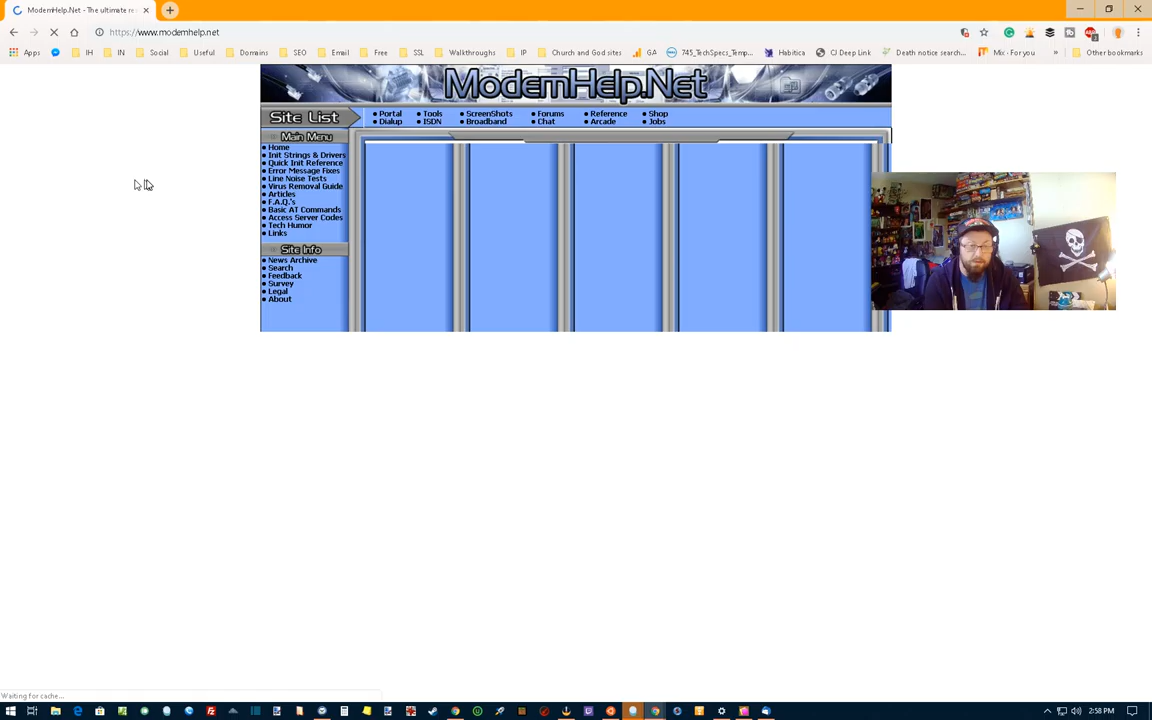 ModemHelp.Net - The ultimate re
https://www.modemhelp.net
Apps IH IN Social Useful Domains SEO Email Free SSL Walkthroughs IP Church and God sites GA 745_TechSpecs_Temp... Habitica CJ Deep Link Death notice search... Mix - For you » Other bookmarks
ModemHelp.Net
Site List
Portal Tools ScreenShots Forums Reference Shop
Dialup ISDN Broadband Chat Arcade Jobs
Main Menu
Home
Init Strings & Drivers
Quick Init Reference
Error Message Fixes
Line Noise Tests
Virus Removal Guide
Articles
F.A.Q.'s
Basic AT Commands
Access Server Codes
Tech Humor
Links
Site Info
News Archive
Search
Feedback
Survey
Legal
About
Waiting for cache...
2:58 PM